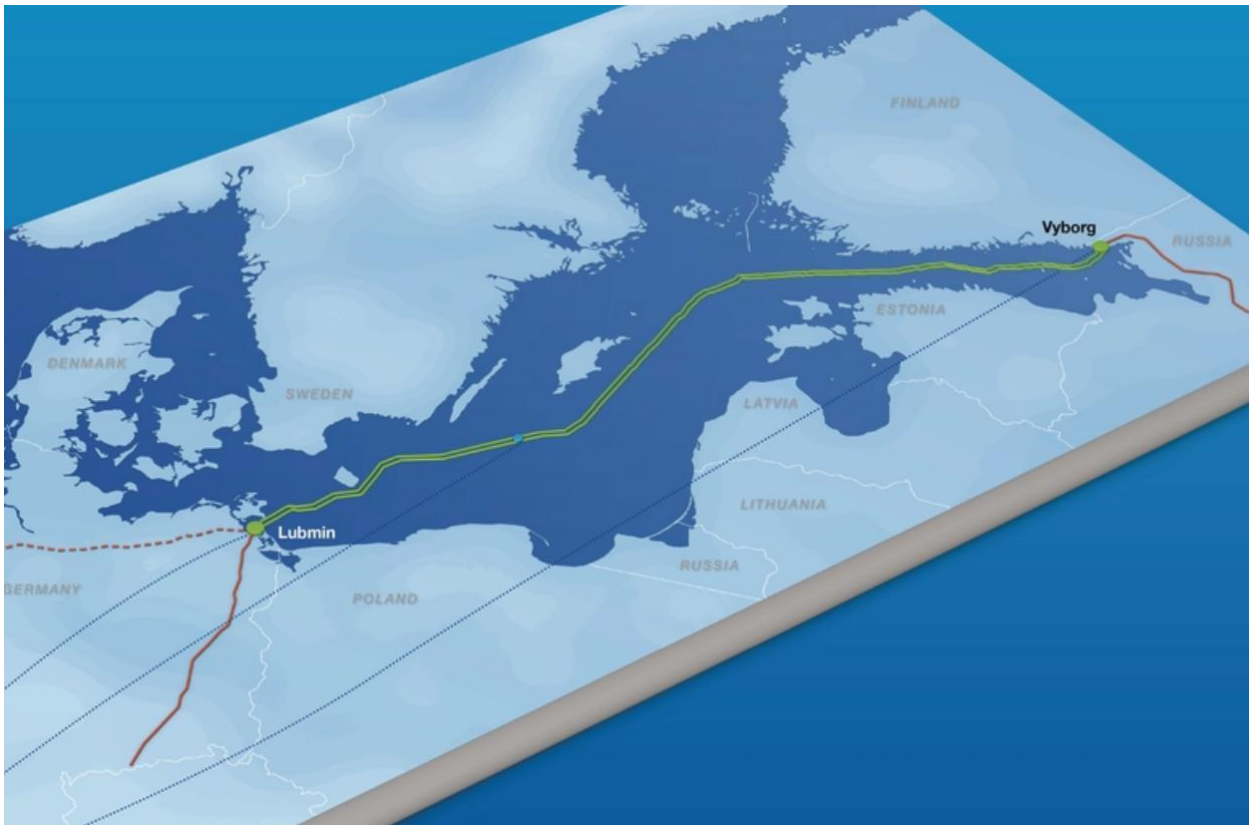 FINLAND
Vyborg
RUSSIA
ESTONIA
DENMARK
SWEDEN
LATVIA
LITHUANIA
Lubmin
RUSSIA
GERMANY
POLAND